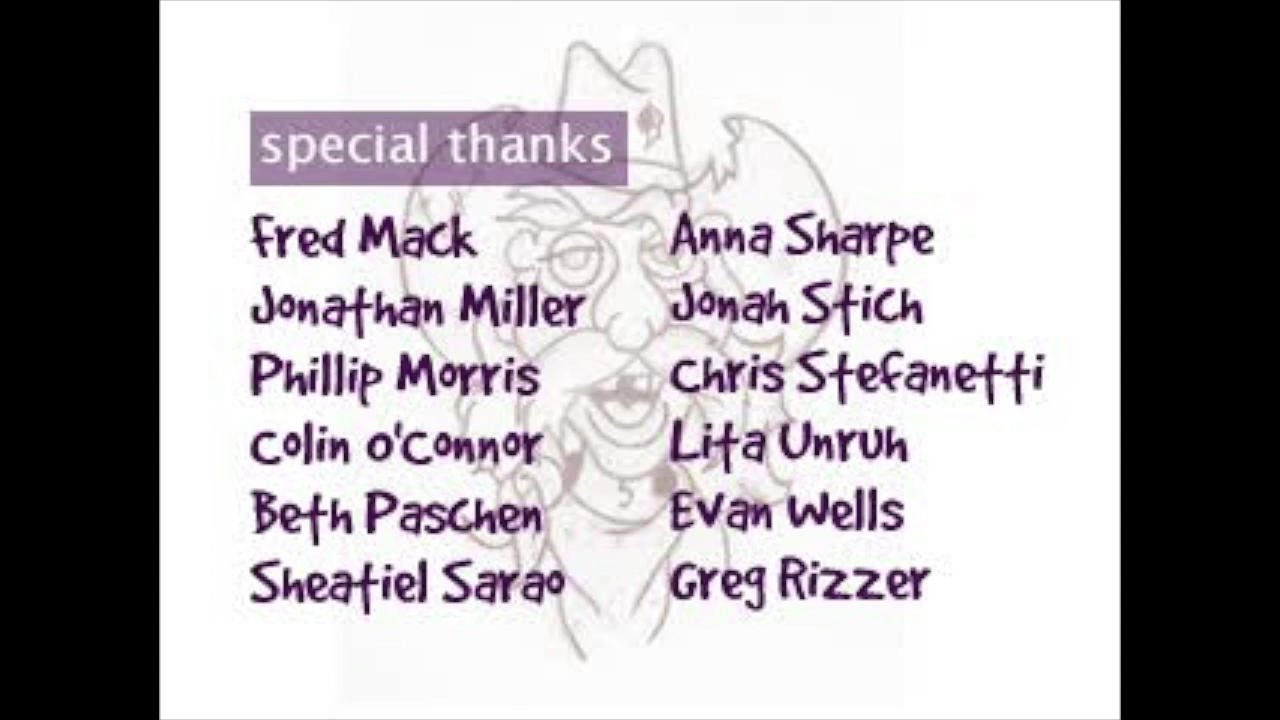 special thanks
Fred Mack
Jonathan Miller
Phillip Morris
Colin O'Connor
Beth Paschen
Sheatiel Sarao
Anna Sharpe
Jonah Stich
Chris Stefanetti
Lita Unruh
Evan Wells
Greg Rizzer